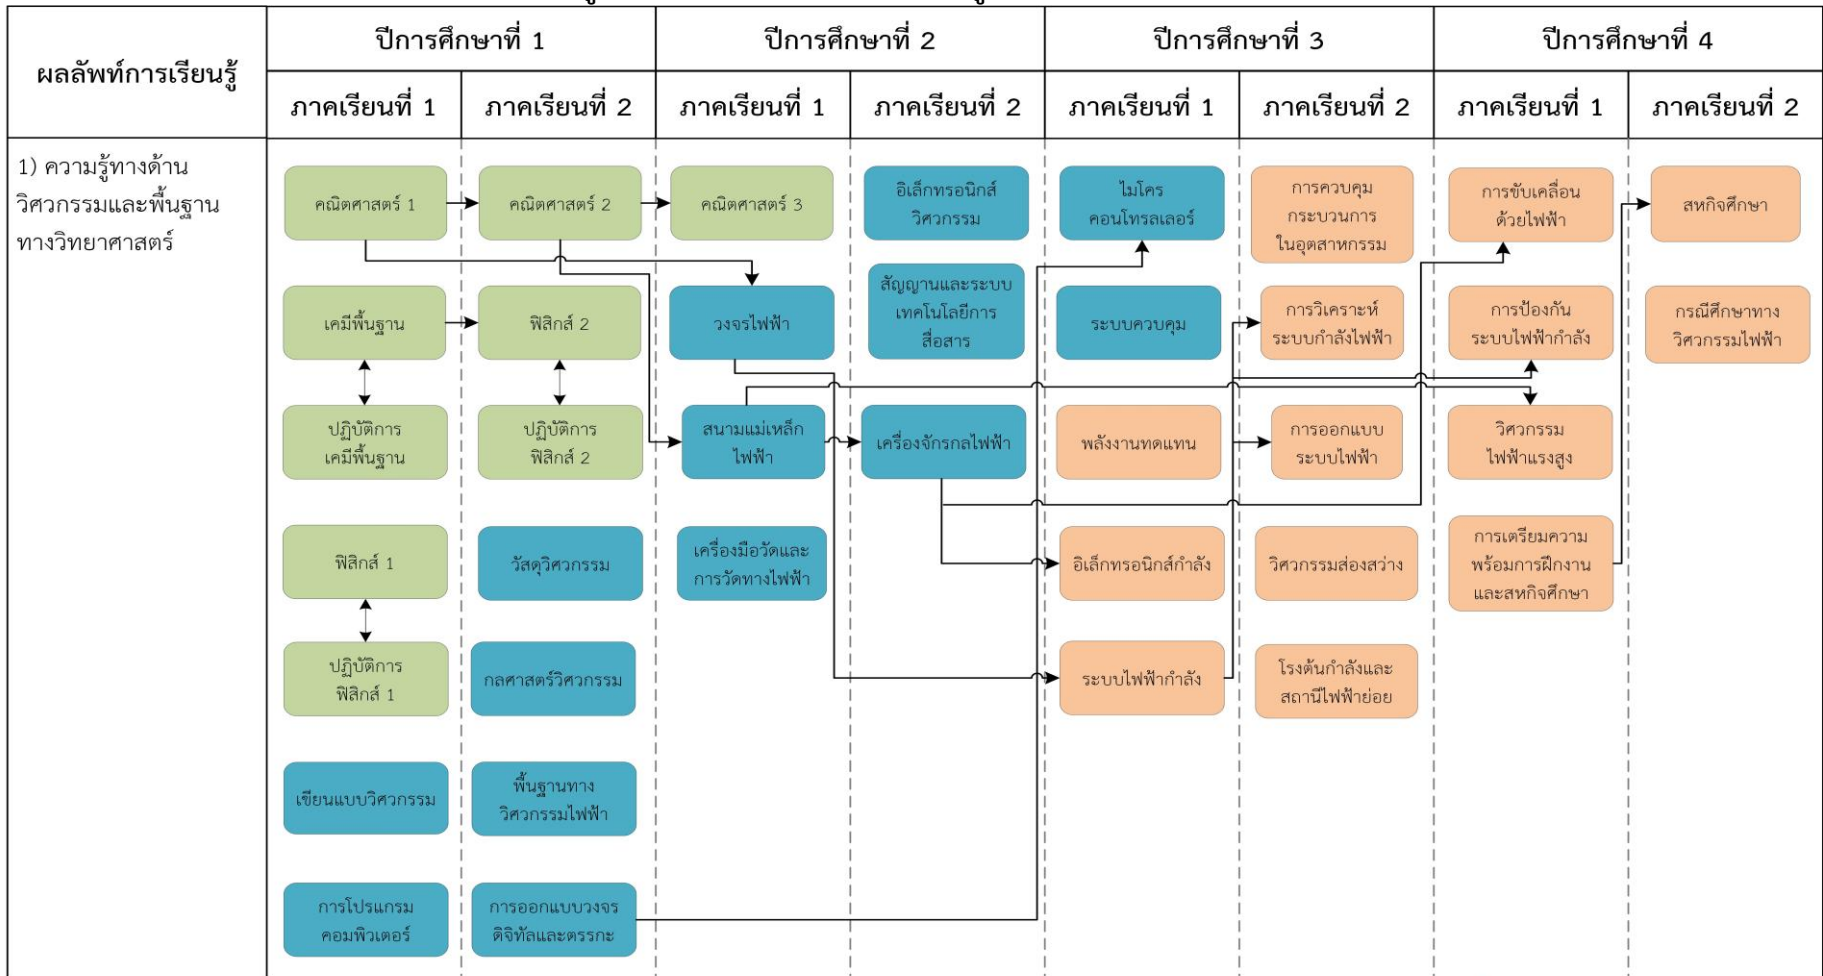 ปีการศึกษาที่ 1
ปีการศึกษาที่ 2
ปีการศึกษาที่ 3
ปีการศึกษาที่ 4
ผลลัพท์การเรียนรู้
ภาคเรียนที่ 1
ภาคเรียนที่ 2
ภาคเรียนที่ 1
ภาคเรียนที่ 2
ภาคเรียนที่ 1
ภาคเรียนที่ 2
ภาคเรียนที่ 1
ภาคเรียนที่ 2
1) ความรู้ทางด้าน
วิศวกรรมและพื้นฐาน
ทางวิทยาศาสตร์
คณิตศาสตร์ 1
คณิตศาสตร์ 2
คณิตศาสตร์ 3
อิเล็กทรอนิกส์
วิศวกรรม
ไมโคร
คอนโทรลเลอร์
การควบคุม
กระบวนการ
ในอุตสาหกรรม
การขับเคลื่อน
ด้วยไฟฟ้า
สหกิจศึกษา
เคมีพื้นฐาน
ฟิสิกส์ 2
วงจรไฟฟ้า
สัญญานและระบบ
เทคโนโลยีการ
สื่อสาร
ระบบควบคุม
การวิเคราะห์
ระบบกำลังไฟฟ้า
การป้องกัน
ระบบไฟฟ้ากำลัง
กรณีศึกษาทาง
วิศวกรรมไฟฟ้า
ปฏิบัติการ
เคมีพื้นฐาน
ปฏิบัติการ
ฟิสิกส์ 2
สนามแม่เหล็ก
ไฟฟ้า
เครื่องจักรกลไฟฟ้า
พลังงานทดแทน
การออกแบบ
ระบบไฟฟ้า
วิศวกรรม
ไฟฟ้าแรงสูง
ฟิสิกส์ 1
วัสดุวิศวกรรม
เครื่องมือวัดและ
การวัดทางไฟฟ้า
อิเล็กทรอนิกส์กำลัง
วิศวกรรมส่องสว่าง
การเตรียมความ
พร้อมการฝึกงาน
และสหกิจศึกษา
ปฏิบัติการ
ฟิสิกส์ 1
กลศาสตร์วิศวกรรม
ระบบไฟฟ้ากำลัง
โรงต้นกำลังและ
สถานีไฟฟ้าย่อย
เขียนแบบวิศวกรรม
พื้นฐานทาง
วิศวกรรมไฟฟ้า
การโปรแกรม
คอมพิวเตอร์
การออกแบบวงจร
ดิจิทัลและตรรกะ